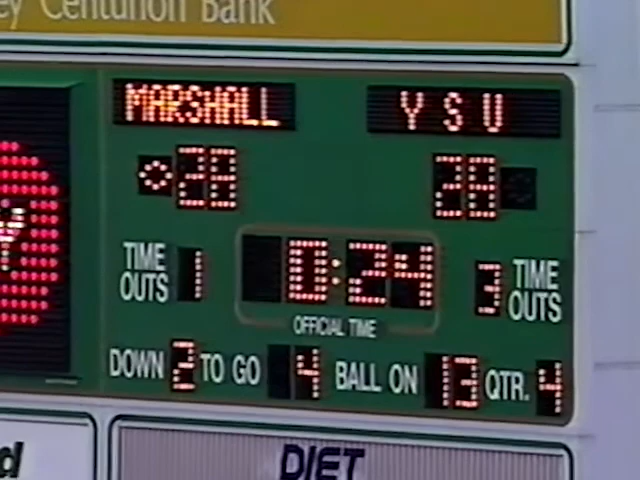 Centurion Bank
MARSHALL YSU
28 28
TIME OUTS 1 0:24 3 TIME OUTS
OFFICIAL TIME
DOWN 2 TO GO 4 BALL ON 13 QTR. 4
DIET